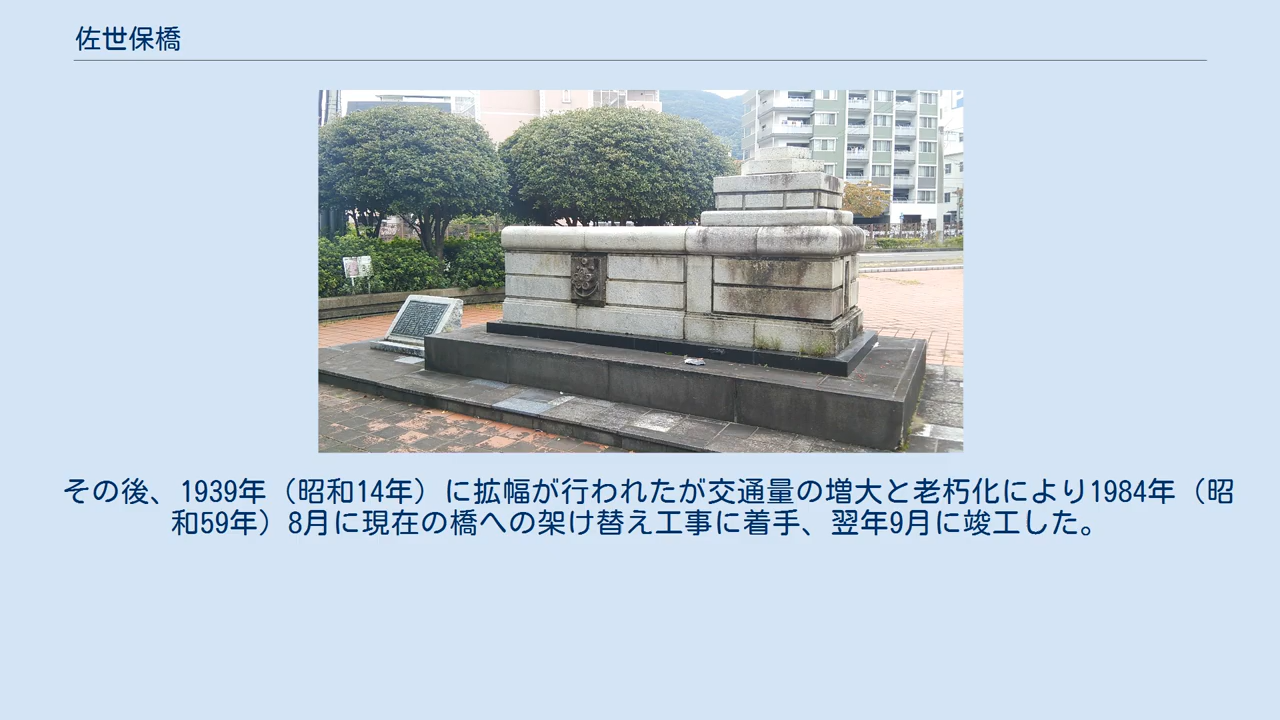 佐世保橋
その後、1939年（昭和14年）に拡幅が行われたが交通量の増大と老朽化により1984年（昭
和59年）8月に現在の橋への架け替え工事に着手、翌年9月に竣工した。